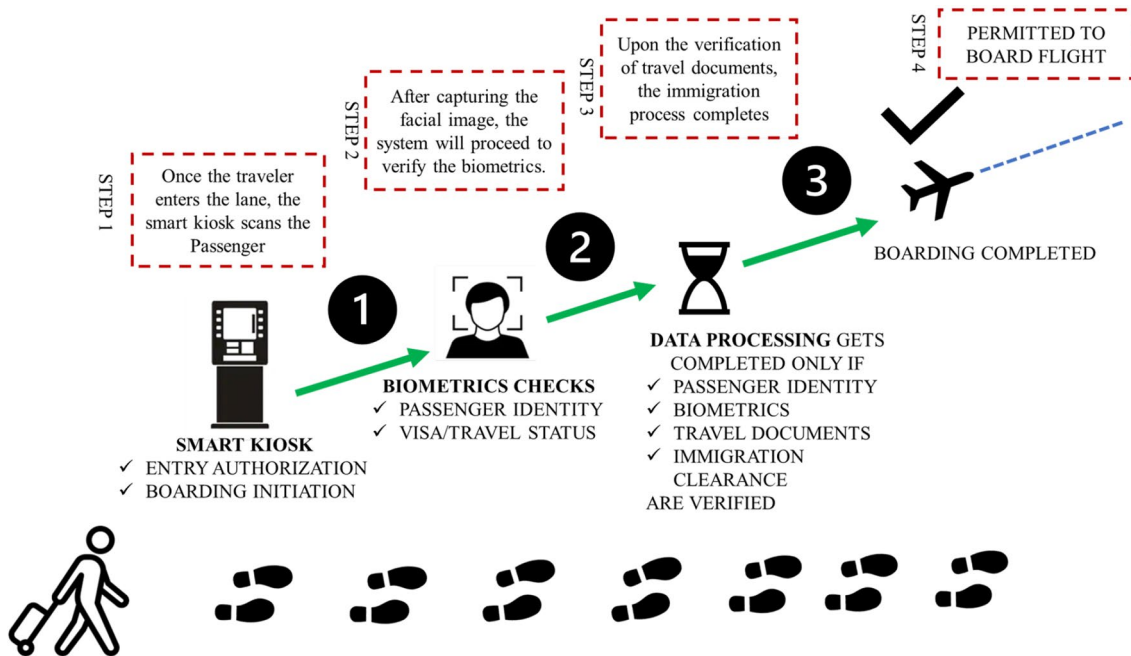 STEP 1
Once the traveler
enters the lane, the
smart kiosk scans the
Passenger
STEP 2
After capturing the
facial image, the
system will proceed to
verify the biometrics.
STEP 3
Upon the verification
of travel documents,
the immigration
process completes
STEP 4
PERMITTED TO
BOARD FLIGHT
1
2
3
SMART KIOSK
✓ ENTRY AUTHORIZATION
✓ BOARDING INITIATION
BIOMETRICS CHECKS
✓ PASSENGER IDENTITY
✓ VISA/TRAVEL STATUS
DATA PROCESSING GETS
COMPLETED ONLY IF
✓ PASSENGER IDENTITY
✓ BIOMETRICS
✓ TRAVEL DOCUMENTS
✓ IMMIGRATION
CLEARANCE
ARE VERIFIED
BOARDING COMPLETED